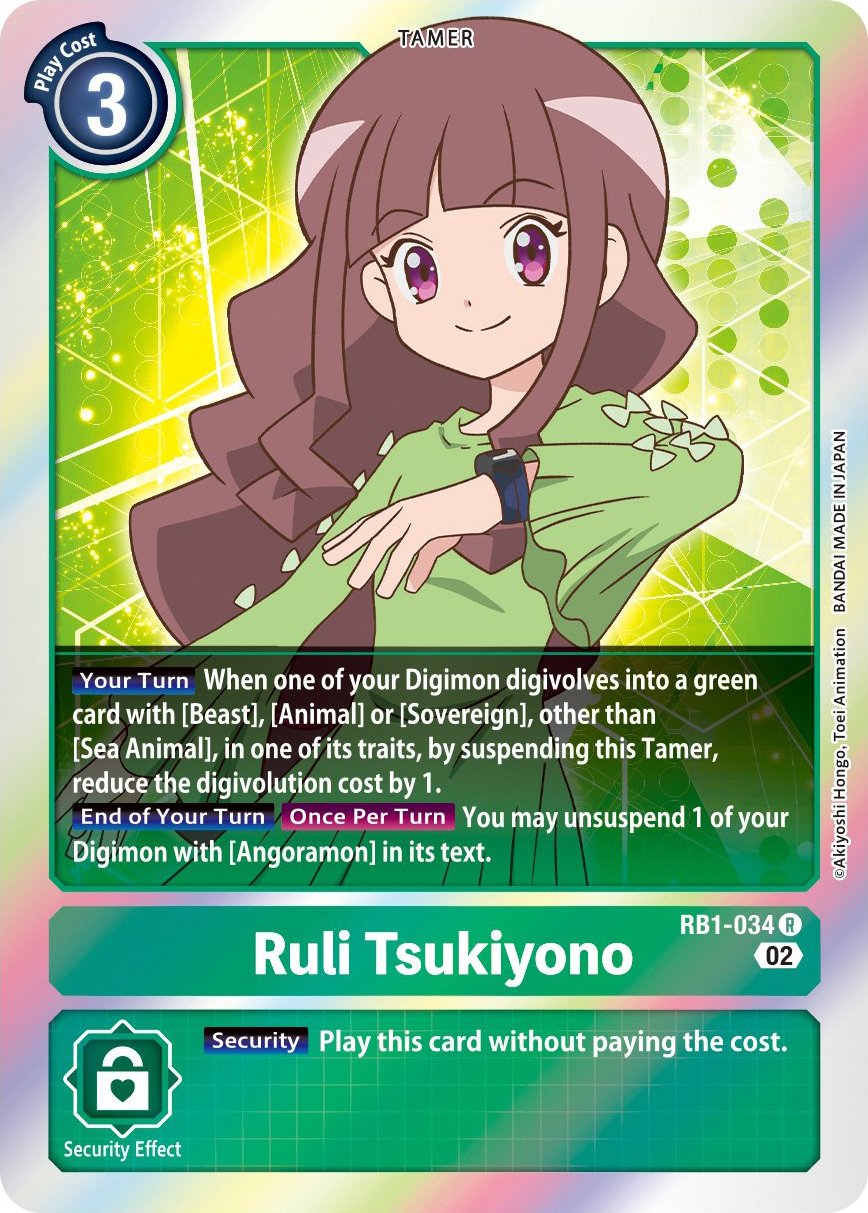 TAMER
Play Cost
3
Your Turn When one of your Digimon digivolves into a green
card with [Beast], [Animal] or [Sovereign], other than
[Sea Animal], in one of its traits, by suspending this Tamer,
reduce the digivolution cost by 1.
End of Your Turn Once Per Turn You may unsuspend 1 of your
Digimon with [Angoramon] in its text.
©Akiyoshi Hongo, Toei Animation BANDAI MADE IN JAPAN
RB1-034 R
Ruli Tsukiyono
02
Security Play this card without paying the cost.
Security Effect